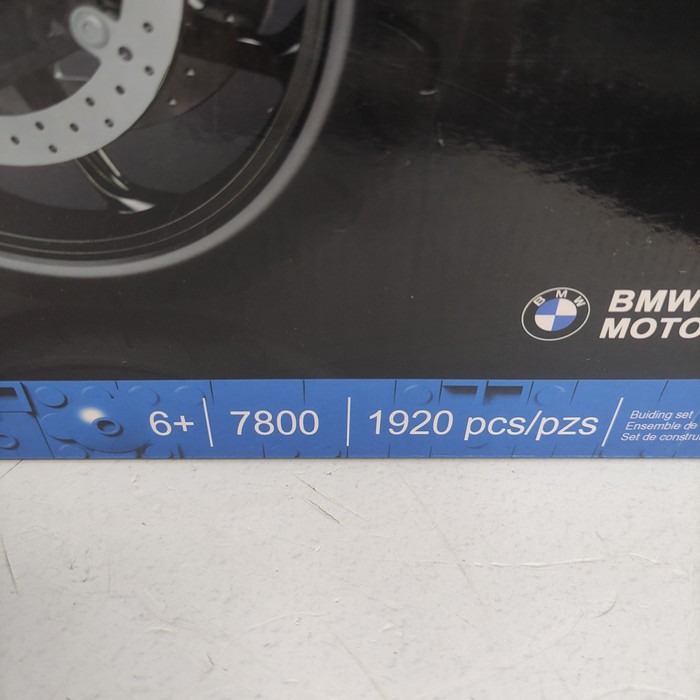 BMW
BMW
MOTO
6+ 7800 1920 pcs/pzs
Buiding set
Ensemble de
Set de constru